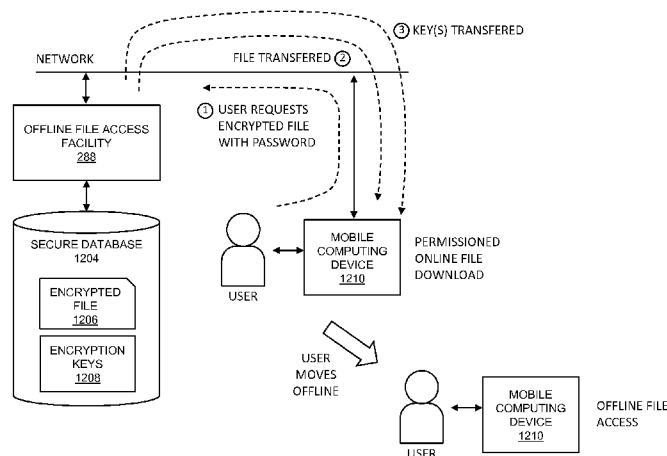 ③ KEY(S) TRANSFERED
NETWORK
FILE TRANSFERED ②
① USER REQUESTS
ENCRYPTED FILE
WITH PASSWORD
OFFLINE FILE ACCESS
FACILITY
288
SECURE DATABASE
1204
ENCRYPTED
FILE
1206
ENCRYPTION
KEYS
1208
USER
MOBILE
COMPUTING
DEVICE
1210
PERMISSIONED
ONLINE FILE
DOWNLOAD
USER
MOVES
OFFLINE
USER
MOBILE
COMPUTING
DEVICE
1210
OFFLINE FILE
ACCESS